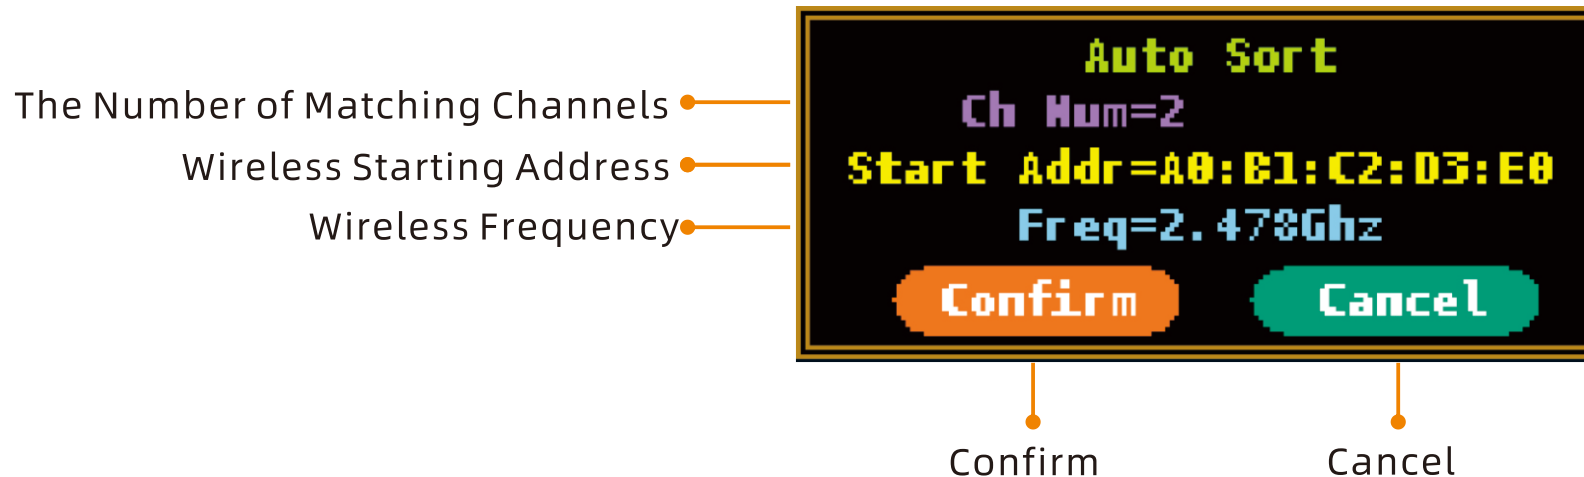 Auto Sort
The Number of Matching Channels
Ch Num=2
Wireless Starting Address
Start Addr=A0:B1:C2:D3:E0
Wireless Frequency
Freq=2.478Ghz
Confirm Cancel
Confirm Cancel